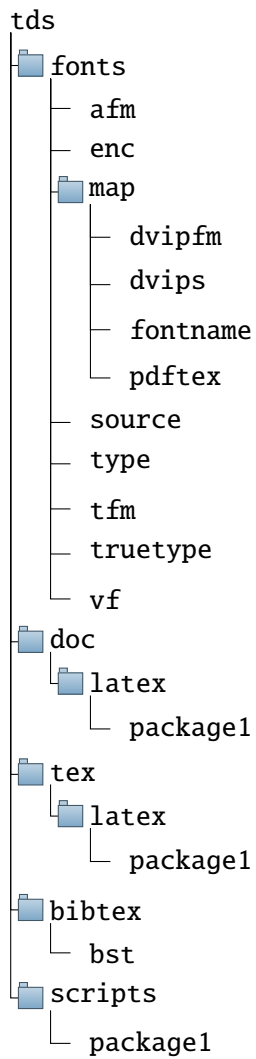 tds
fonts
afm
enc
map
dvipfm
dvips
fontname
pdftex
source
type
tfm
truetype
vf
doc
latex
package1
tex
latex
package1
bibtex
bst
scripts
package1